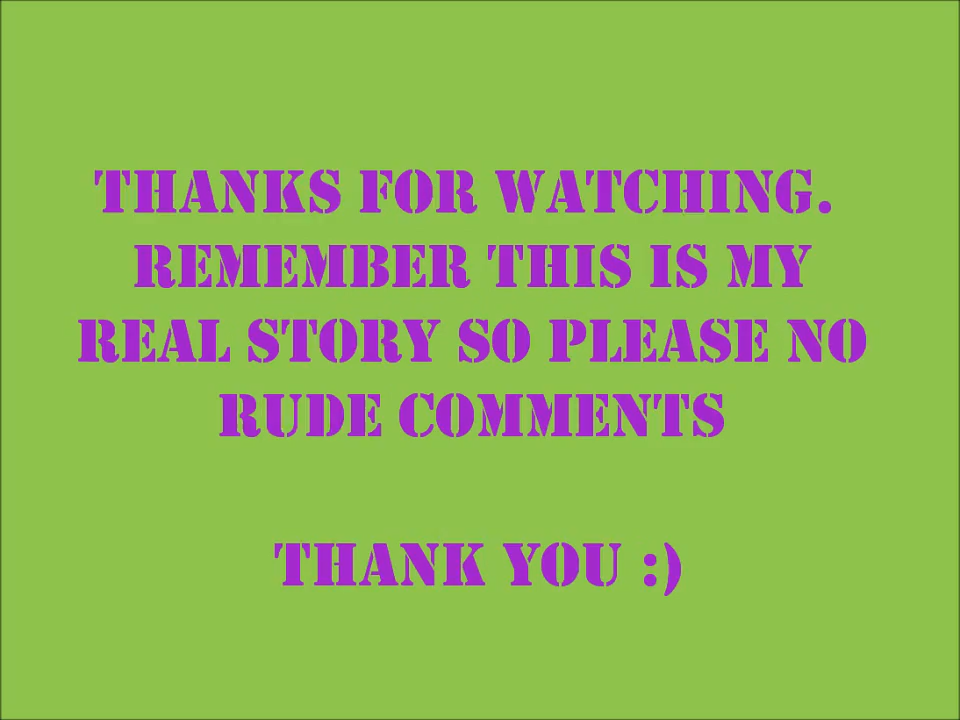 THANKS FOR WATCHING.
REMEMBER THIS IS MY
REAL STORY SO PLEASE NO
RUDE COMMENTS
THANK YOU :)